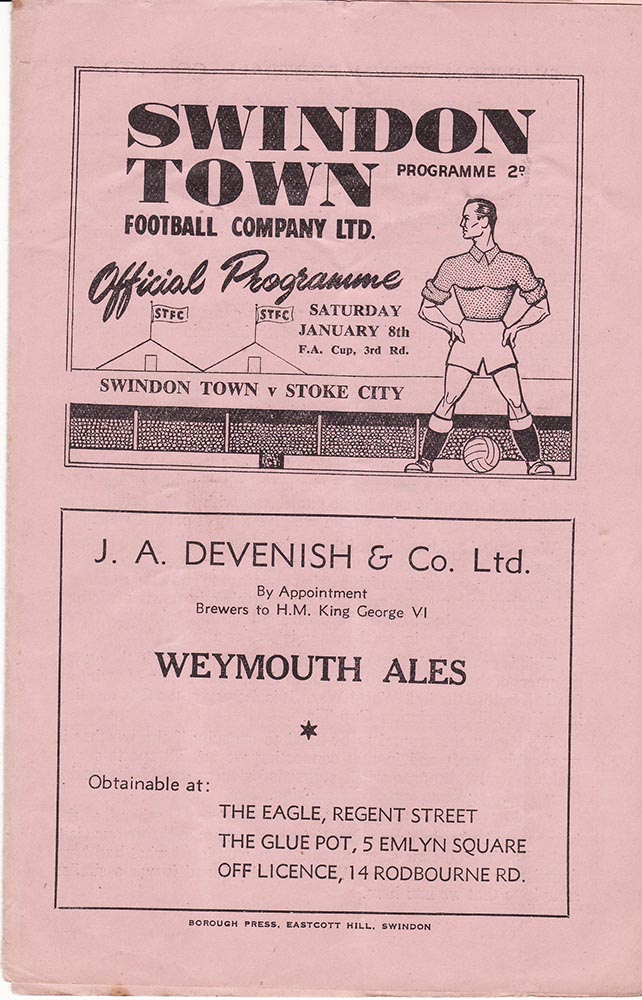 SWINDON
TOWN
PROGRAMME 2D
FOOTBALL COMPANY LTD.
Official Programme
STFC
STFC
SATURDAY
JANUARY 8th
F.A. Cup, 3rd Rd.
SWINDON TOWN v STOKE CITY
J. A. DEVENISH & Co. Ltd.
By Appointment
Brewers to H.M. King George VI
WEYMOUTH ALES
Obtainable at:
THE EAGLE, REGENT STREET
THE GLUE POT, 5 EMLYN SQUARE
OFF LICENCE, 14 RODBOURNE RD.
BOROUGH PRESS, EASTCOTT HILL, SWINDON